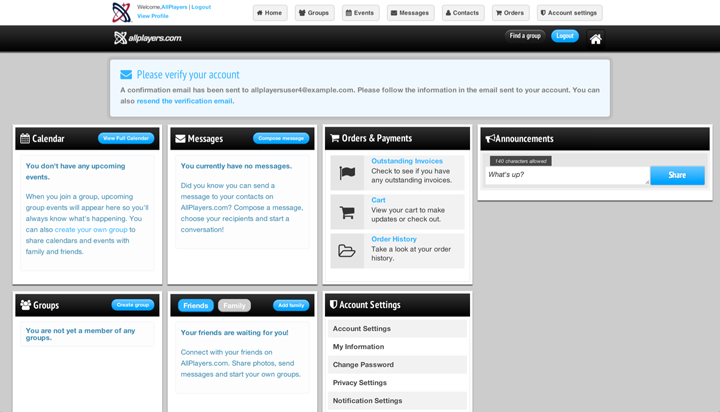 Welcome,AllPlayers | Logout
View Profile
Home
Groups
Events
Messages
Contacts
Orders
Account settings
allplayers.com
Find a group
Logout
Please verify your account
A confirmation email has been sent to allplayersuser4@example.com. Please follow the information in the email sent to your account. You can
also resend the verification email.
Calendar
View Full Calendar
You don't have any upcoming
events.
When you join a group, upcoming
group events will appear here so you'll
always know what's happening. You
can also create your own group to
share calendars and events with
family and friends.
Messages
Compose message
You currently have no messages.
Did you know you can send a
message to your contacts on
AllPlayers.com? Compose a message,
choose your recipients and start a
conversation!
Orders & Payments
Outstanding Invoices
Check to see if you have
any outstanding invoices.
Cart
View your cart to make
updates or check out.
Order History
Take a look at your order
history.
Announcements
140 characters allowed
What's up?
Share
Groups
Create group
You are not yet a member of any
groups.
Friends
Family
Add family
Your friends are waiting for you!
Connect with your friends on
AllPlayers.com. Share photos, send
messages and start your own groups.
Account Settings
Account Settings
My Information
Change Password
Privacy Settings
Notification Settings